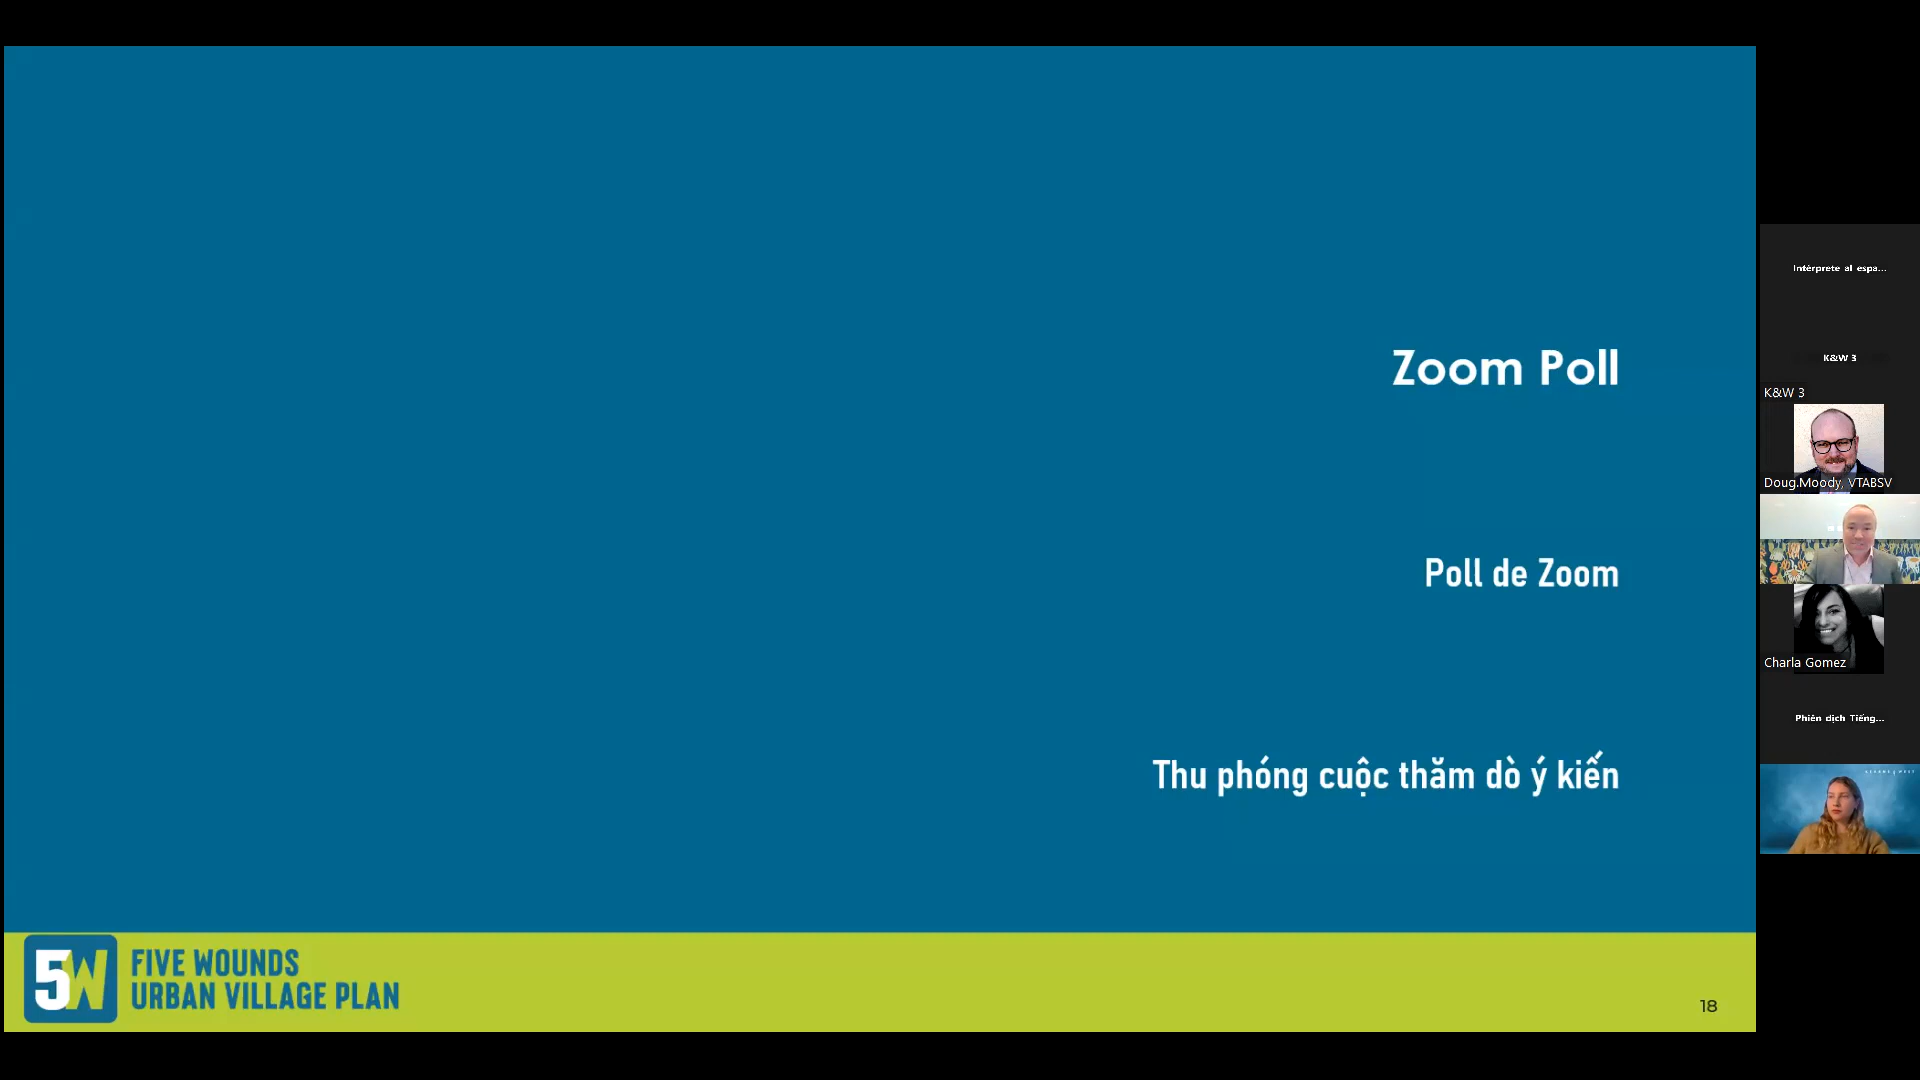 Zoom Poll
Poll de Zoom
Thu phóng cuộc thăm dò ý kiến
5W
FIVE WOUNDS
URBAN VILLAGE PLAN
18
Intérprete al espa...
K&W 3
K&W 3
Doug.Moody, VTABSV
Charla Gomez
Phiên dịch Tiếng...